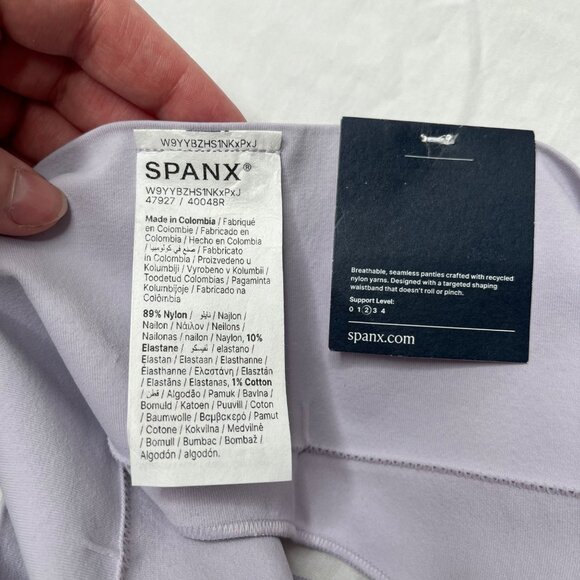 W9YYBZHS1NKxPxJ
SPANX®
W9YYBZHS1NKxPxJ
47927 / 40048R
Made in Colombia / Fabriqué
en Colombie / Fabricado en
Colombia / Hecho en Colombia
/ صنع في كولومبيا / Fabbricato
in Colombia / Proizvedeno u
Kolumbiji / Vyrobeno v Kolumbii /
Toodetud Colombias / Pagaminta
Kolumbijoje / Fabricado na
Colômbia
89% Nylon / نايلو / Najlon /
Nailon / Νάιλον / Neilons /
Nailonas / nailon / Naylon, 10%
Elastane / تفيسكو / elastano /
Elastan / Elastaan / Elasthanne /
Élasthanne / Ελαστάνη / Elasztán /
Elastāns / Elastanas, 1% Cotton
/ قطن / Algodão / Pamuk / Bavlna /
Bomuld / Katoen / Puuvill / Coton
/ Baumwolle / Βαμβακερό / Pamut
/ Cotone / Kokvilna / Medvilnė
/ Bomull / Bumbac / Bombaž /
Algodón / algodón.
Breathable, seamless panties crafted with recycled
nylon yarns. Designed with a targeted shaping
waistband that doesn't roll or pinch.
Support Level:
0 1 2 3 4
spanx.com